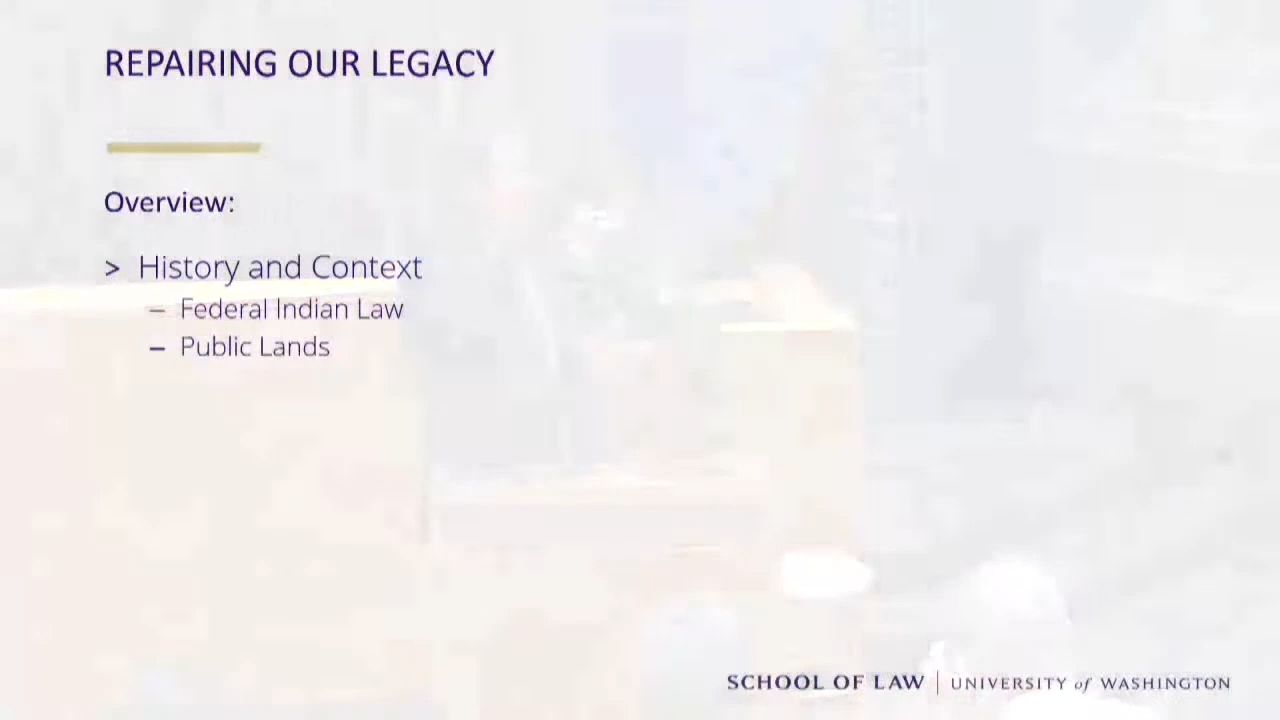 REPAIRING OUR LEGACY
Overview:
> History and Context
– Federal Indian Law
– Public Lands
SCHOOL OF LAW | UNIVERSITY of WASHINGTON